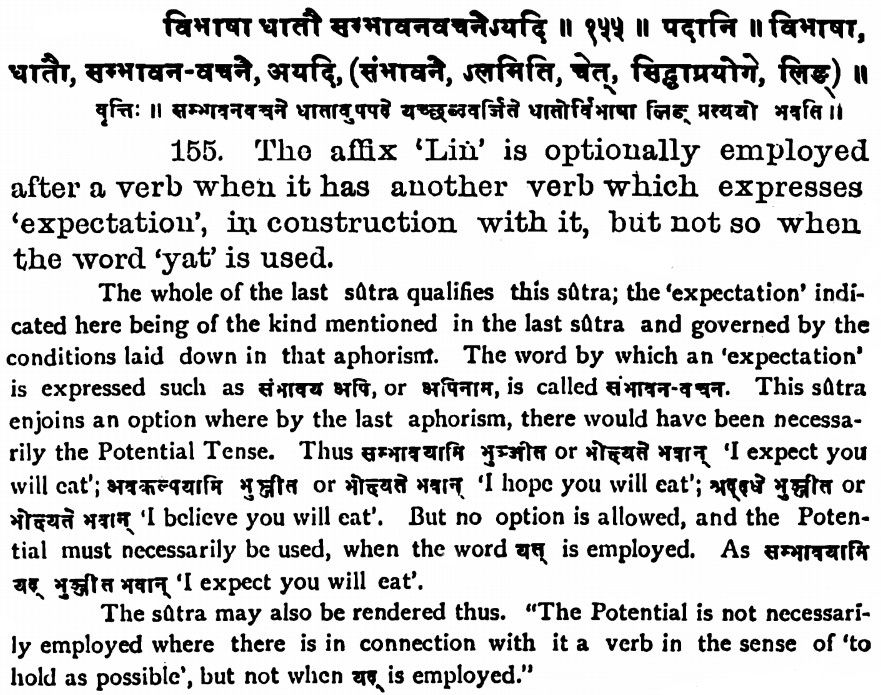 विभाषा धातौ सम्भावनवचनेऽयदि ॥ १५५ ॥ पदानि ॥ विभाषा,
धातौ, सम्भावन-वचने, अयदि, (संभावने, ऽलमिति, चेत्, सिद्धाप्रयोगे, लिङ्) ॥
वृत्तिः ॥ सम्भावनवचने धातावुपपदे यच्छब्दवर्जिते धातोर्विभाषा लिङ् प्रत्ययो भवति ॥
155. The affix 'Liṅ' is optionally employed
after a verb when it has another verb which expresses
'expectation', in construction with it, but not so when
the word 'yat' is used.
The whole of the last sûtra qualifies this sûtra; the 'expectation' indi-
cated here being of the kind mentioned in the last sûtra and governed by the
conditions laid down in that aphorism. The word by which an 'expectation'
is expressed such as संभावय अपि, or अपिनाम, is called संभावन-वचन. This sûtra
enjoins an option where by the last aphorism, there would have been necessa-
rily the Potential Tense. Thus सम्भावयामि भुञ्जीत or भोक्ष्यते भवान् 'I expect you
will eat'; अवकल्पयामि भुञ्जीत or भोक्ष्यते भवान् 'I hope you will eat'; श्रद्दधे भुञ्जीत or
भोक्ष्यते भवान् 'I believe you will eat'. But no option is allowed, and the Poten-
tial must necessarily be used, when the word यत् is employed. As सम्भावयामि
यद् भुञ्जीत भवान् 'I expect you will eat'.
The sûtra may also be rendered thus. "The Potential is not necessari-
ly employed where there is in connection with it a verb in the sense of 'to
hold as possible', but not when यद् is employed."